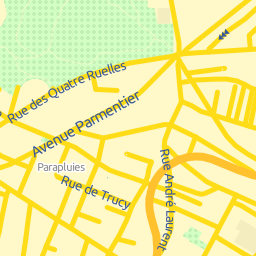 Rue des Quatre Ruelles
Avenue Parmentier
Parapluies
Rue de Trucy
Rue André Laurent